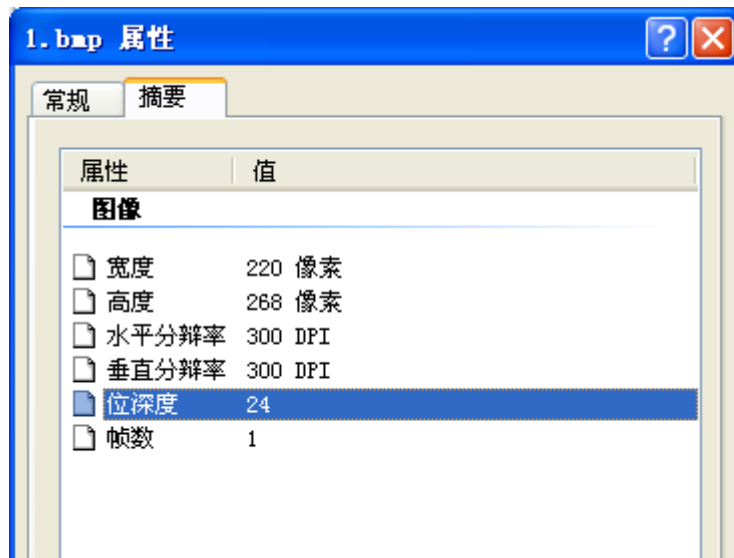 1.bmp 属性
常规 摘要
属性 值
图像
宽度 220 像素
高度 268 像素
水平分辩率 300 DPI
垂直分辩率 300 DPI
位深度 24
帧数 1